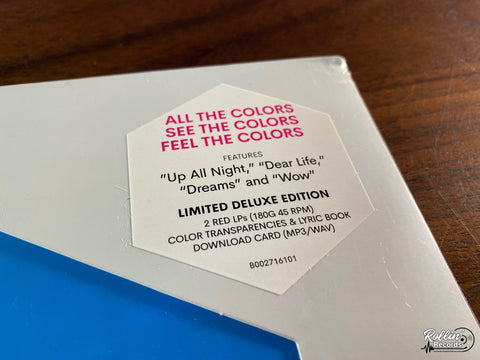 ALL THE COLORS
SEE THE COLORS
FEEL THE COLORS
FEATURES
"Up All Night," "Dear Life,"
"Dreams" and "Wow"
LIMITED DELUXE EDITION
2 RED LPs (180G 45 RPM)
COLOR TRANSPARENCIES & LYRIC BOOK
DOWNLOAD CARD (MP3/WAV)
B002716101
Rollin'
Records